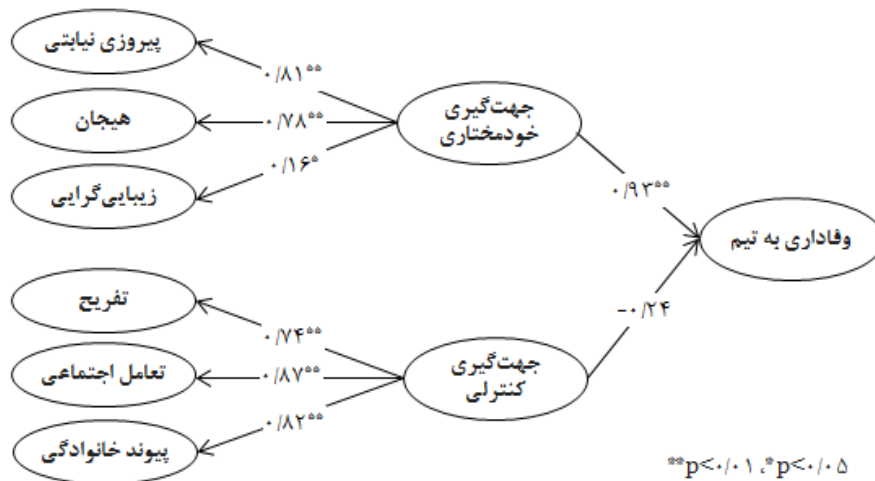 پیروزی نیابتی
۰/۸۱**
هیجان
۰/۷۸**
زیبایی‌گرایی
۰/۱۶*
جهت‌گیری
خودمختاری
۰/۹۳**
وفاداری به تیم
تفریح
۰/۷۴**
تعامل اجتماعی
۰/۸۷**
پیوند خانوادگی
۰/۸۲**
جهت‌گیری
کنترلی
-۰/۲۴
**p<۰/۰۱،*p<۰/۰۵